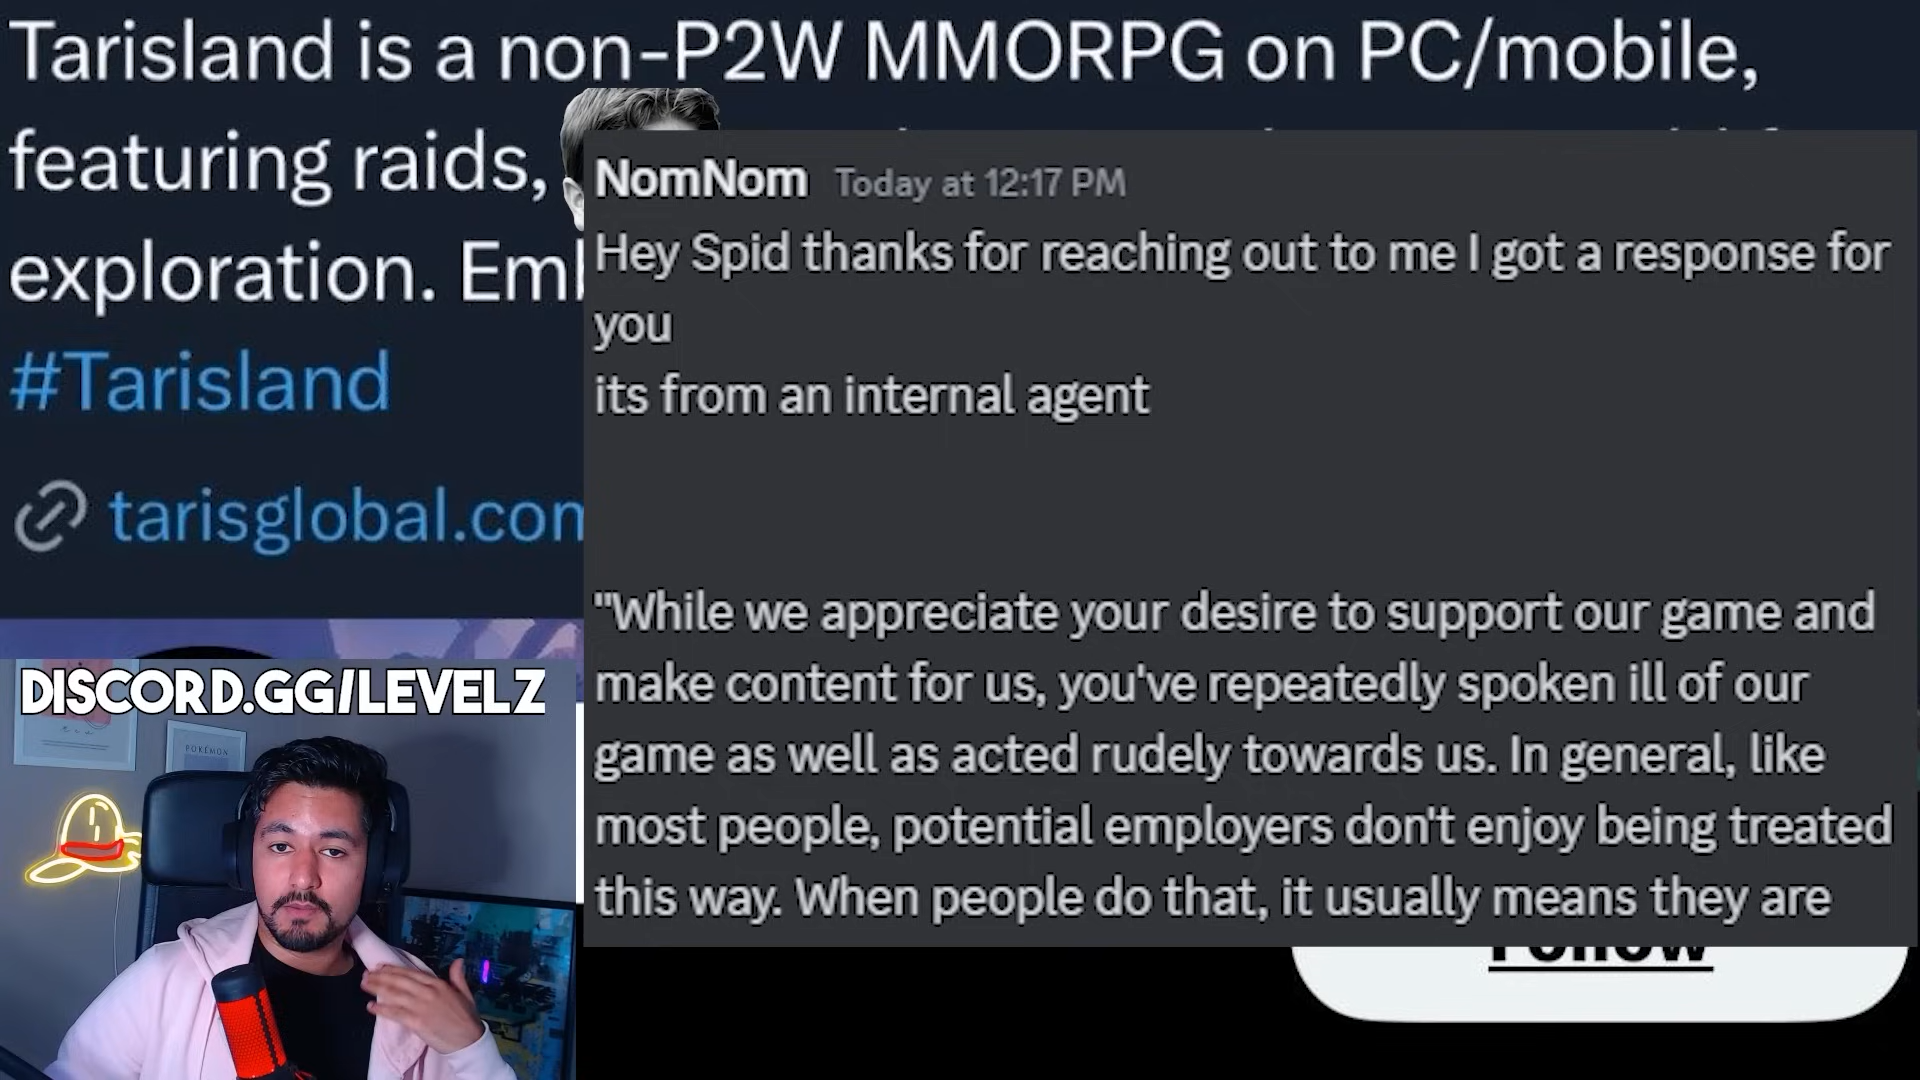 Tarisland is a non-P2W MMORPG on PC/mobile,
featuring raids,
exploration.
#Tarisland
tarisglobal.com
NomNom Today at 12:17 PM
Hey Spid thanks for reaching out to me I got a response for
you
its from an internal agent
"While we appreciate your desire to support our game and
make content for us, you've repeatedly spoken ill of our
game as well as acted rudely towards us. In general, like
most people, potential employers don't enjoy being treated
this way. When people do that, it usually means they are
Follow
DISCORD.GG/LEVELZ
POKÉMON